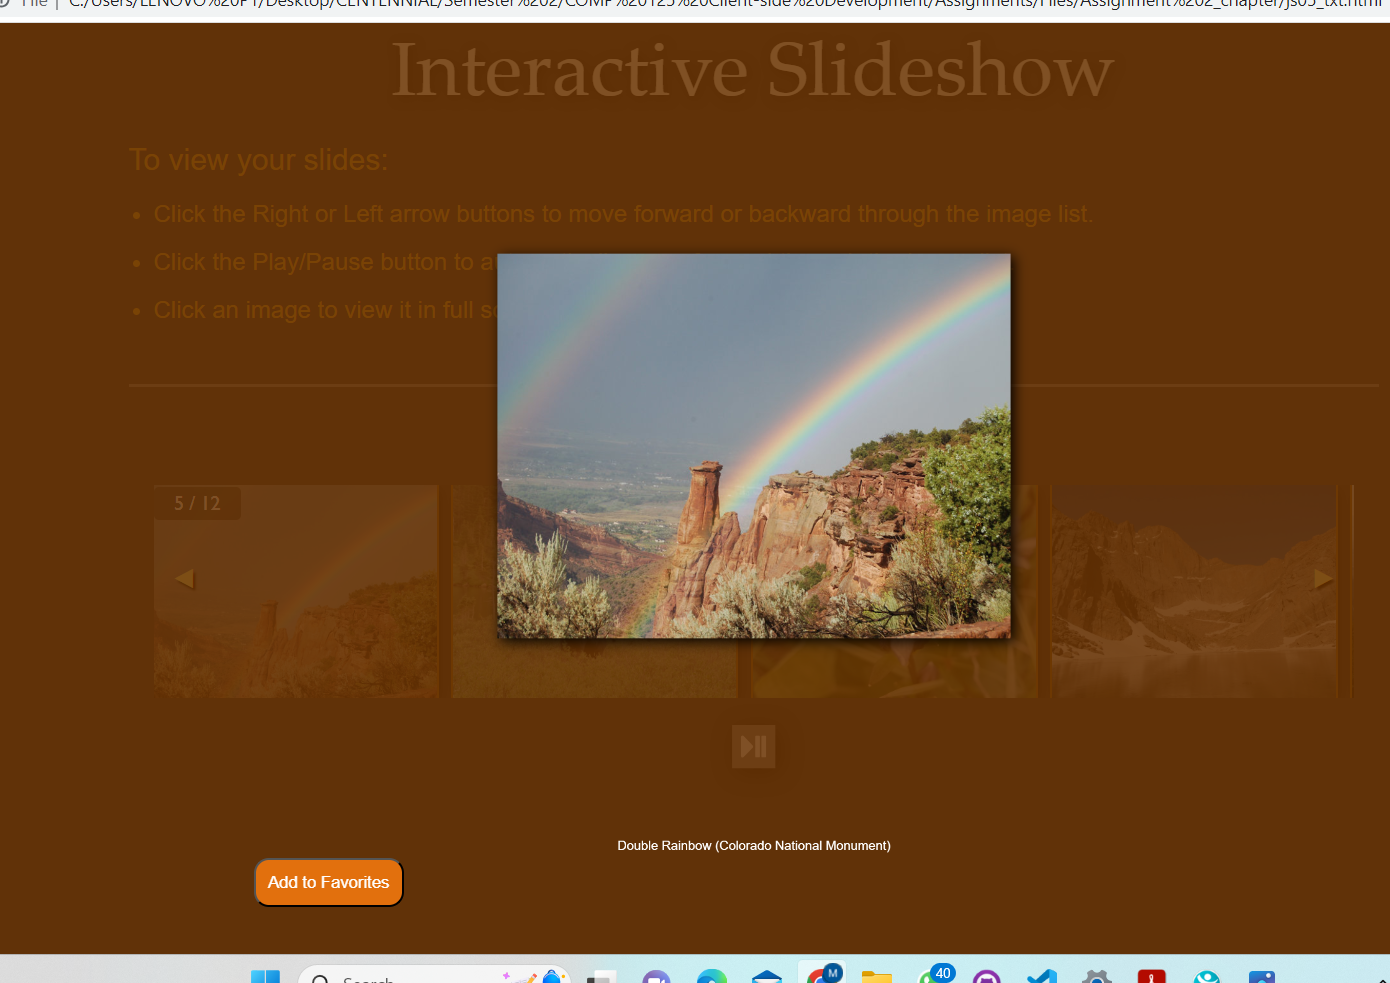 File | C:/Users/LENOVO%20P1/Desktop/CENTENNIAL/Semester%202/COMP%20125%20Client-side%20Development/Assignments/Files/Assignment%202_chapter/js05_txt.html
Interactive Slideshow
To view your slides:
• Click the Right or Left arrow buttons to move forward or backward through the image list.
• Click the Play/Pause button to a
• Click an image to view it in full sc
5 / 12
Double Rainbow (Colorado National Monument)
Add to Favorites
Search
M
40